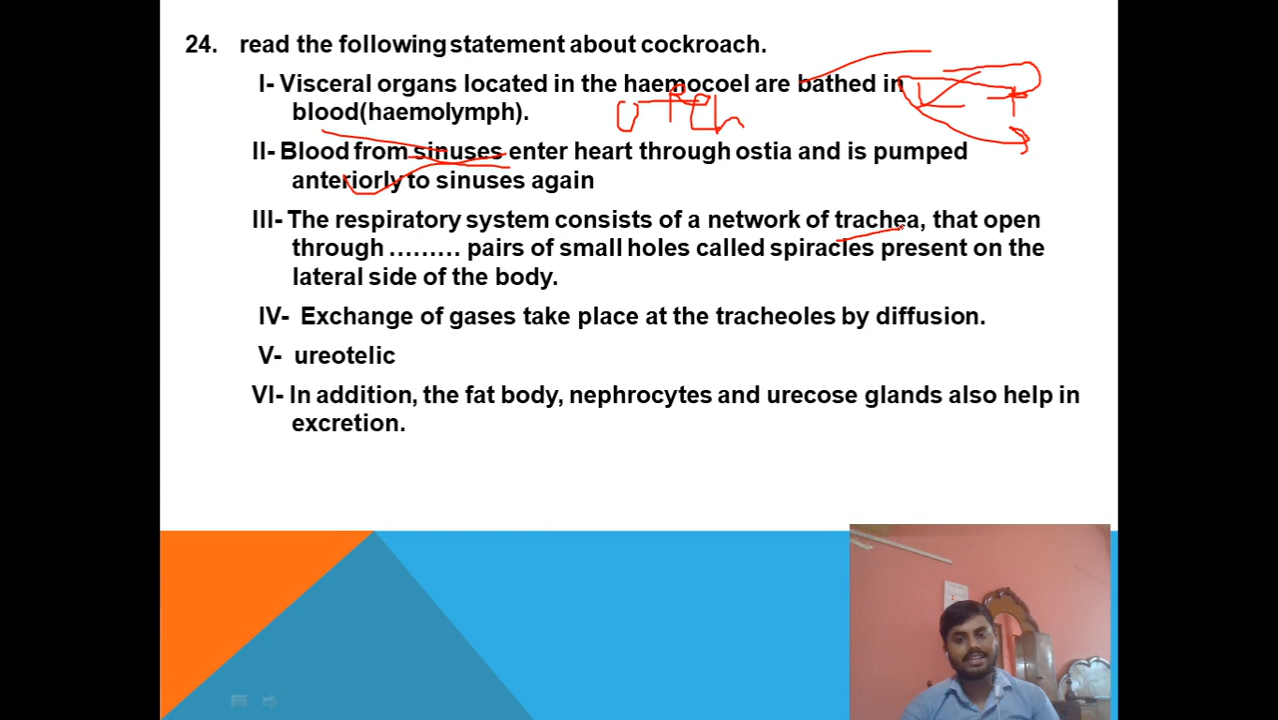 24. read the following statement about cockroach.
I- Visceral organs located in the haemocoel are bathed in
blood(haemolymph).
II- Blood from sinuses enter heart through ostia and is pumped
anteriorly to sinuses again
III- The respiratory system consists of a network of trachea, that open
through ......... pairs of small holes called spiracles present on the
lateral side of the body.
IV- Exchange of gases take place at the tracheoles by diffusion.
V- ureotelic
VI- In addition, the fat body, nephrocytes and urecose glands also help in
excretion.